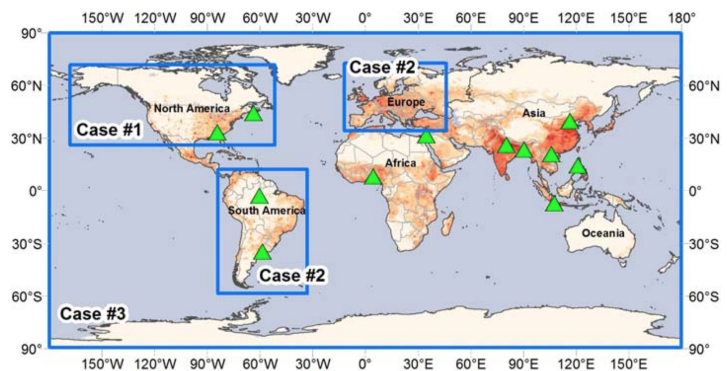 150°W 120°W 90°W 60°W 30°W 0° 30°E 60°E 90°E 120°E 150°E 180°
90°
Case #2
60°N 60°N
Europe
North America
Asia
Case #1
30°N 30°N
Africa
0° 0°
South America
Oceania
30°S 30°S
Case #2
60°S 60°S
Case #3
90° 90°
150°W 120°W 90°W 60°W 30°W 0° 30°E 60°E 90°E 120°E 150°E